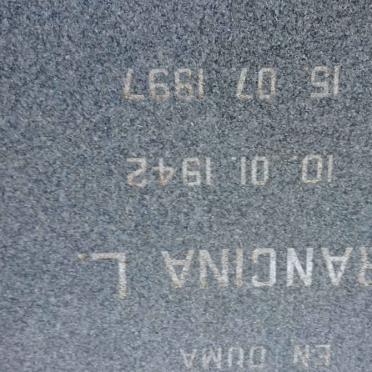 EN OUMA
RANCINA L.
10. 01. 1942
15. 07. 1997